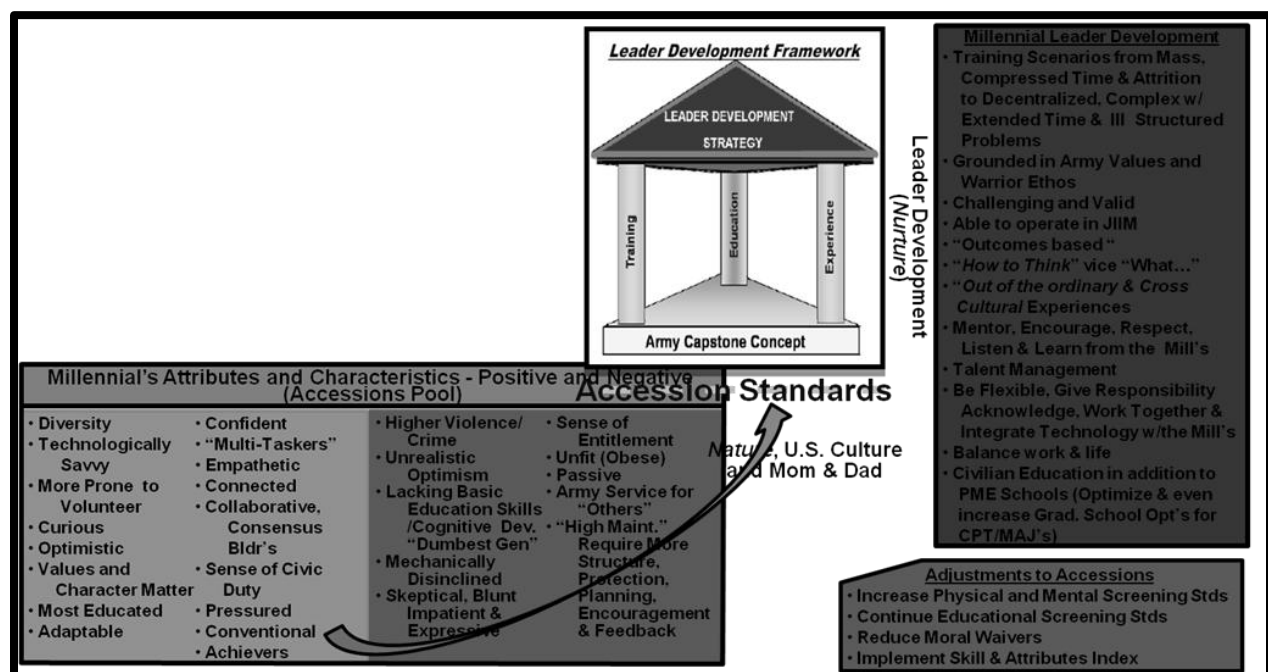 Leader Development Framework
LEADER DEVELOPMENT
STRATEGY
Training
Education
Experience
Army Capstone Concept
Leader Development
(Nurture)
Millennial Leader Development
• Training Scenarios from Mass,
Compressed Time & Attrition
to Decentralized, Complex w/
Extended Time & Ill Structured
Problems
• Grounded in Army Values and
Warrior Ethos
• Challenging and Valid
• Able to operate in JIIM
• “Outcomes based “
• “How to Think” vice “What…”
• “Out of the ordinary & Cross
Cultural Experiences
• Mentor, Encourage, Respect,
Listen & Learn from the Mill’s
• Talent Management
• Be Flexible, Give Responsibility
Acknowledge, Work Together &
Integrate Technology w/the Mill’s
• Balance work & life
• Civilian Education in addition to
PME Schools (Optimize & even
increase Grad. School Opt’s for
CPT/MAJ’s)
Millennial’s Attributes and Characteristics - Positive and Negative
(Accessions Pool)
• Diversity
• Technologically
Savvy
• More Prone to
Volunteer
• Curious
• Optimistic
• Values and
Character Matter
• Most Educated
• Adaptable
• Confident
• “Multi-Taskers”
• Empathetic
• Connected
• Collaborative,
Consensus
Bldr’s
• Sense of Civic
Duty
• Pressured
• Conventional
• Achievers
• Higher Violence/
Crime
• Unrealistic
Optimism
• Lacking Basic
Education Skills
/Cognitive Dev.
“Dumbest Gen”
• Mechanically
Disinclined
• Skeptical, Blunt
Impatient &
Expressive
• Sense of
Entitlement
• Unfit (Obese)
• Passive
• Army Service for
“Others”
• “High Maint.”
Require More
Structure,
Protection,
Planning,
Encouragement
& Feedback
Accession Standards
Nature, U.S. Culture
and Mom & Dad
Adjustments to Accessions
• Increase Physical and Mental Screening Stds
• Continue Educational Screening Stds
• Reduce Moral Waivers
• Implement Skill & Attributes Index